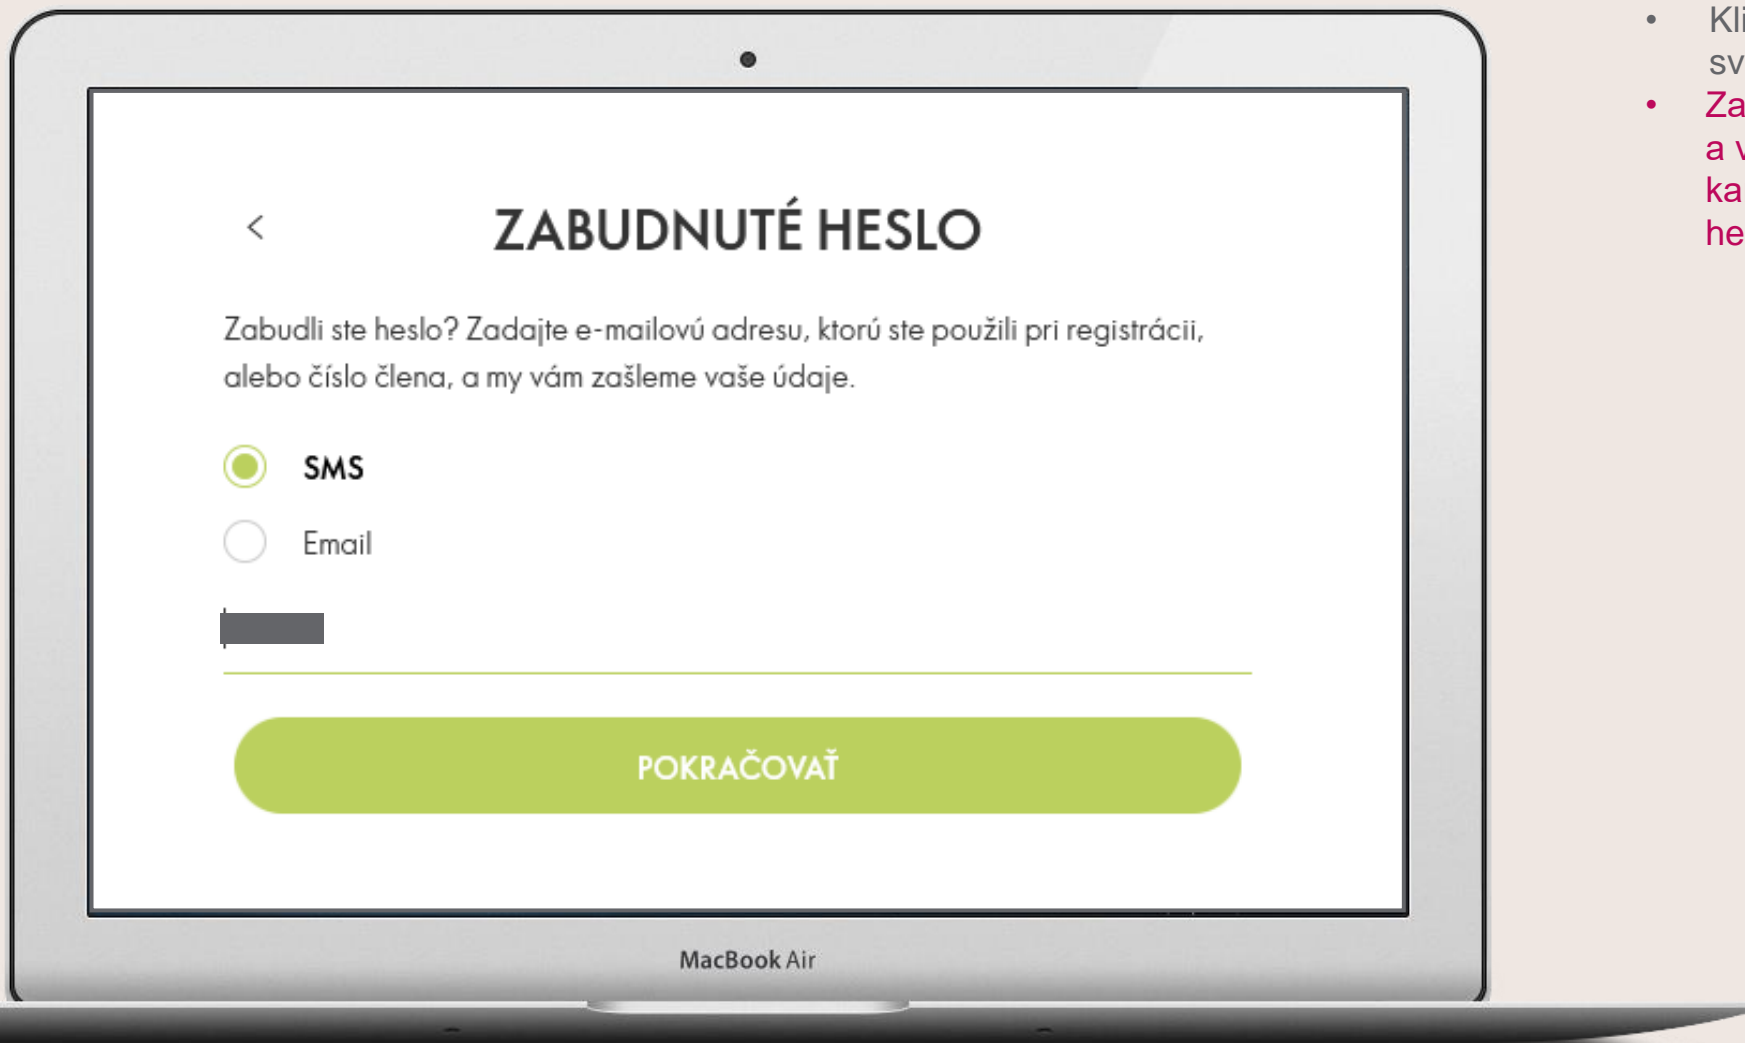 ZABUDNUTÉ HESLO
Zabudli ste heslo? Zadajte e-mailovú adresu, ktorú ste použili pri registrácii,
alebo číslo člena, a my vám zašleme vaše údaje.
SMS
Email
POKRAČOVAŤ
MacBook Air
a